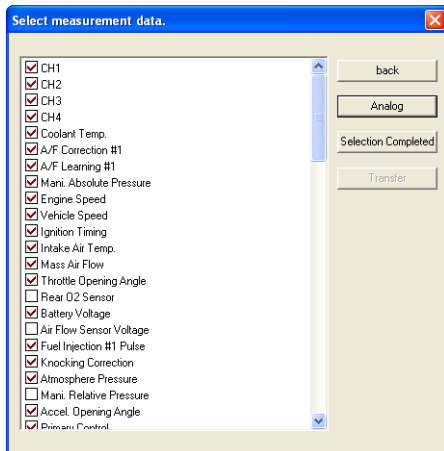 Select measurement data.
CH1
CH2
CH3
CH4
Coolant Temp.
A/F Correction #1
A/F Learning #1
Mani. Absolute Pressure
Engine Speed
Vehicle Speed
Ignition Timing
Intake Air Temp.
Mass Air Flow
Throttle Opening Angle
Rear O2 Sensor
Battery Voltage
Air Flow Sensor Voltage
Fuel Injection #1 Pulse
Knocking Correction
Atmosphere Pressure
Mani. Relative Pressure
Accel. Opening Angle
Primary Control
back
Analog
Selection Completed
Transfer